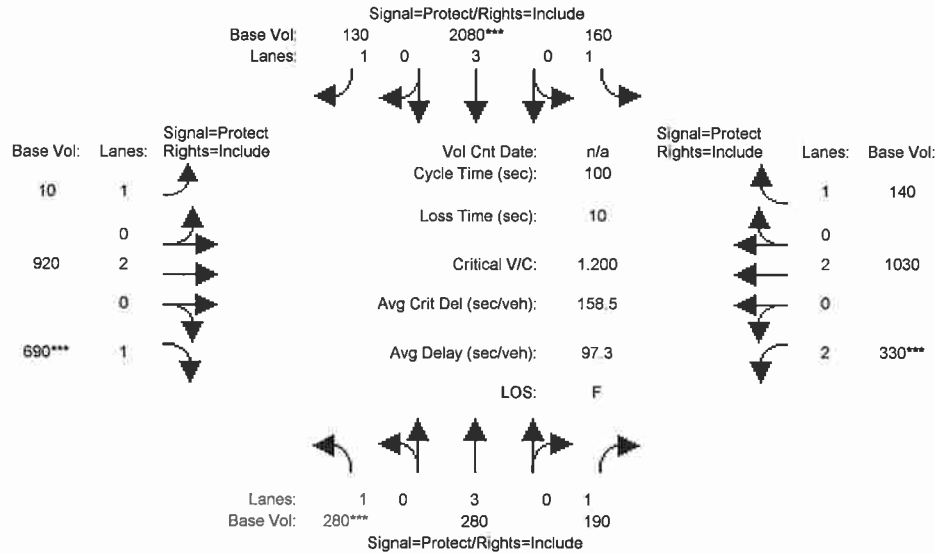 Signal=Protect/Rights=Include
Base Vol: 130 2080*** 160
Lanes: 1 0 3 0 1
Signal=Protect
Rights=Include
Base Vol: Lanes:
10 1
0
920 2
0
690*** 1
Vol Cnt Date: n/a
Cycle Time (sec): 100
Loss Time (sec): 10
Critical V/C: 1.200
Avg Crit Del (sec/veh): 158.5
Avg Delay (sec/veh): 97.3
LOS: F
Signal=Protect
Rights=Include
Lanes: Base Vol:
1 140
0
2 1030
0
2 330***
Lanes: 1 0 3 0 1
Base Vol: 280*** 280 190
Signal=Protect/Rights=Include